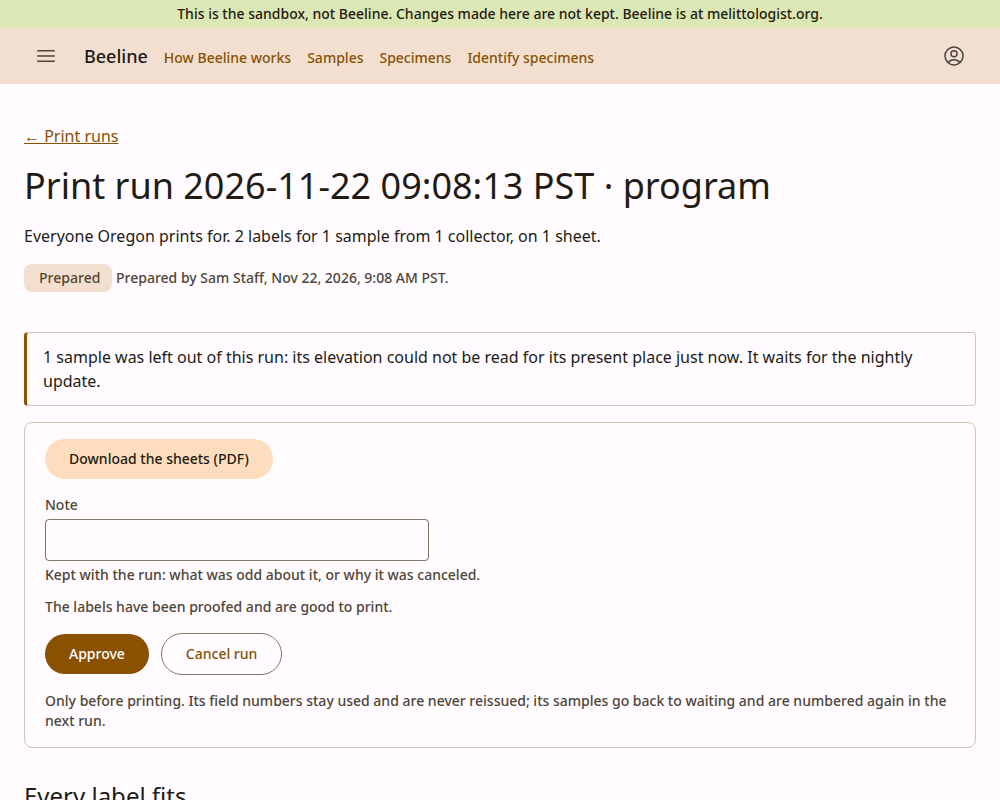 This is the sandbox, not Beeline. Changes made here are not kept. Beeline is at melittologist.org.
Beeline How Beeline works Samples Specimens Identify specimens
← Print runs
Print run 2026-11-22 09:08:13 PST · program
Everyone Oregon prints for. 2 labels for 1 sample from 1 collector, on 1 sheet.
Prepared Prepared by Sam Staff, Nov 22, 2026, 9:08 AM PST.
1 sample was left out of this run: its elevation could not be read for its present place just now. It waits for the nightly
update.
Download the sheets (PDF)
Note
Kept with the run: what was odd about it, or why it was canceled.
The labels have been proofed and are good to print.
Approve Cancel run
Only before printing. Its field numbers stay used and are never reissued; its samples go back to waiting and are numbered again in the
next run.
Every label fits